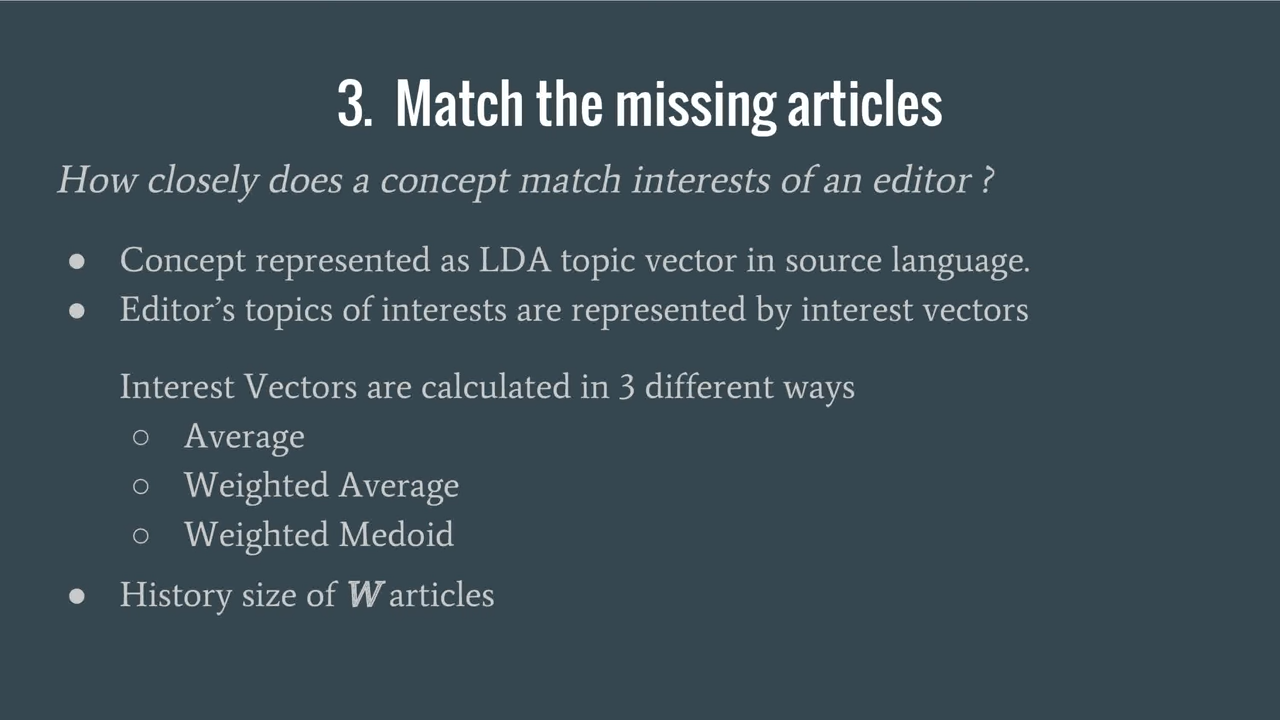 3. Match the missing articles
How closely does a concept match interests of an editor ?
● Concept represented as LDA topic vector in source language.
● Editor’s topics of interests are represented by interest vectors
Interest Vectors are calculated in 3 different ways
○ Average
○ Weighted Average
○ Weighted Medoid
● History size of W articles